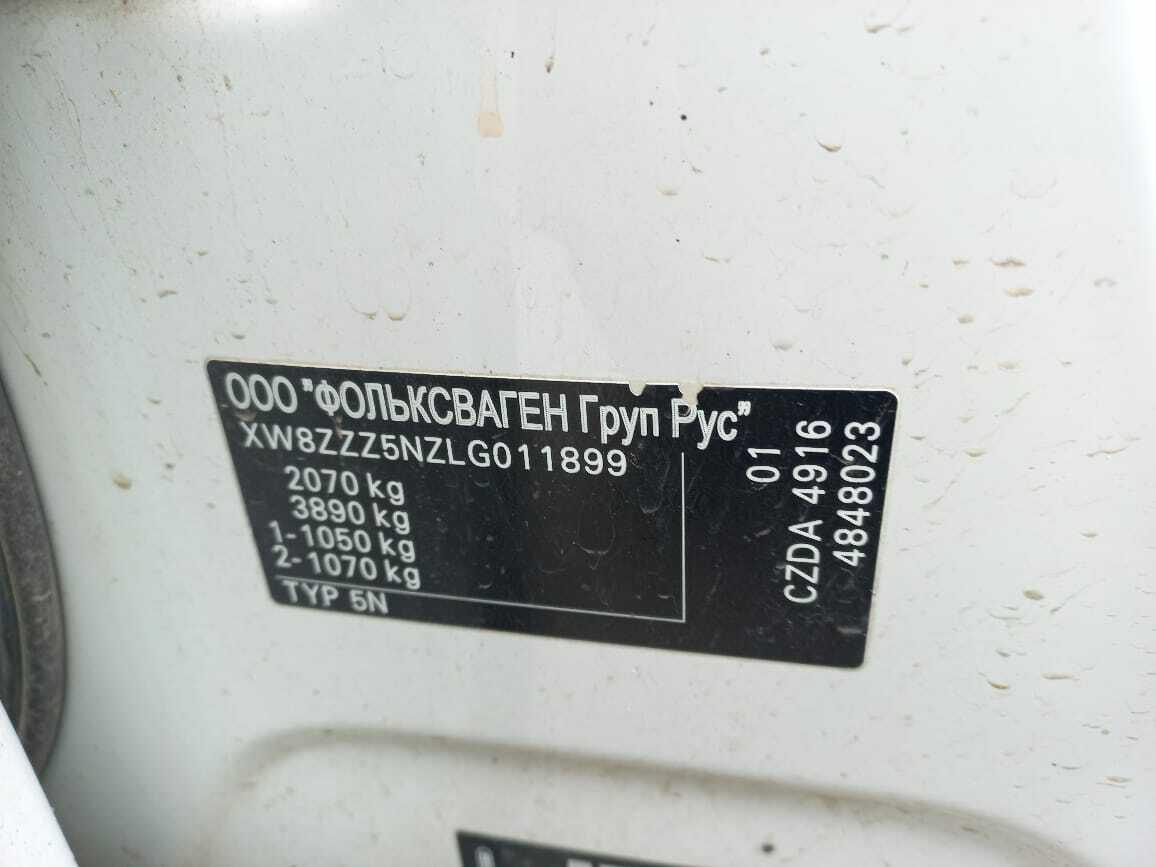 ООО "ФОЛЬКСВАГЕН Груп Рус"
XW8ZZZ5NZLG011899
2070 kg
3890 kg
1-1050 kg
2-1070 kg
TYP 5N
01
CZDA 4916
4848023